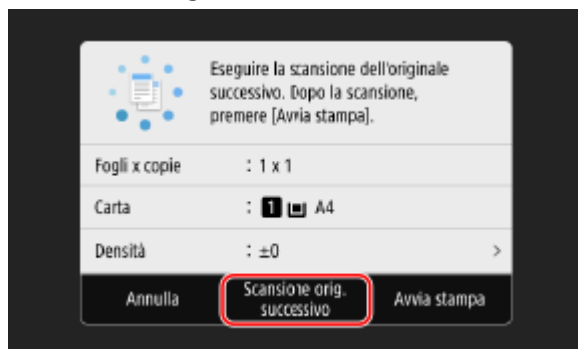 Eseguire la scansione dell'originale
successivo. Dopo la scansione,
premere [Avvia stampa].
Fogli x copie : 1 x 1
Carta : 1 A4
Densità : ±0 >
Annulla
Scansione orig.
successivo
Avvia stampa